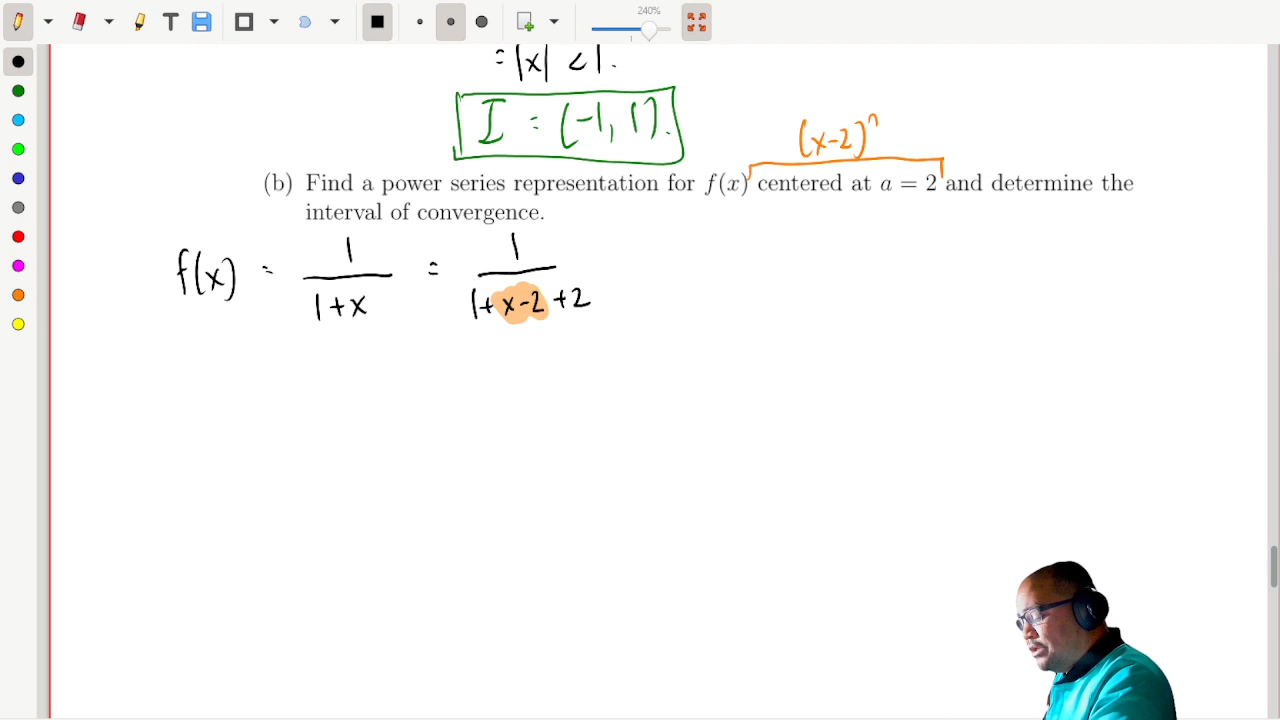 240%
T
= |x| < 1.
I = (-1, 1).
(x-2)^n
(b) Find a power series representation for f(x) centered at a = 2 and determine the
interval of convergence.
f(x) = 1/(1+x) = 1/(1+x-2+2)